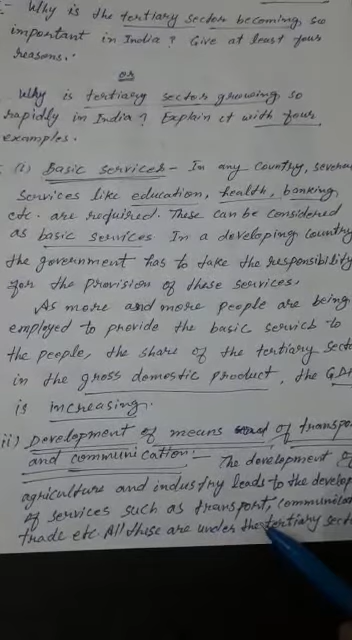 :- Why is the tertiary sector becoming so
important in India? Give at least four
reasons.
or
Why is tertiary sector growing so
rapidly in India? Explain it with four
examples.
(i) Basic services - In any country, several
services like education, health, banking
etc. are required. These can be considered
as basic services In a developing country
the government has to take the responsibility
for the provision of these services.
As more and more people are being
employed to provide the basic service to
the people, the share of the tertiary sect
in the gross domestic product, the GDP
is increasing.
ii) Development of means of transpo
and communication:- The development of
agriculture and industry leads to the develop
of services such as transport, communica
trade etc. All these are under the tertiary sect